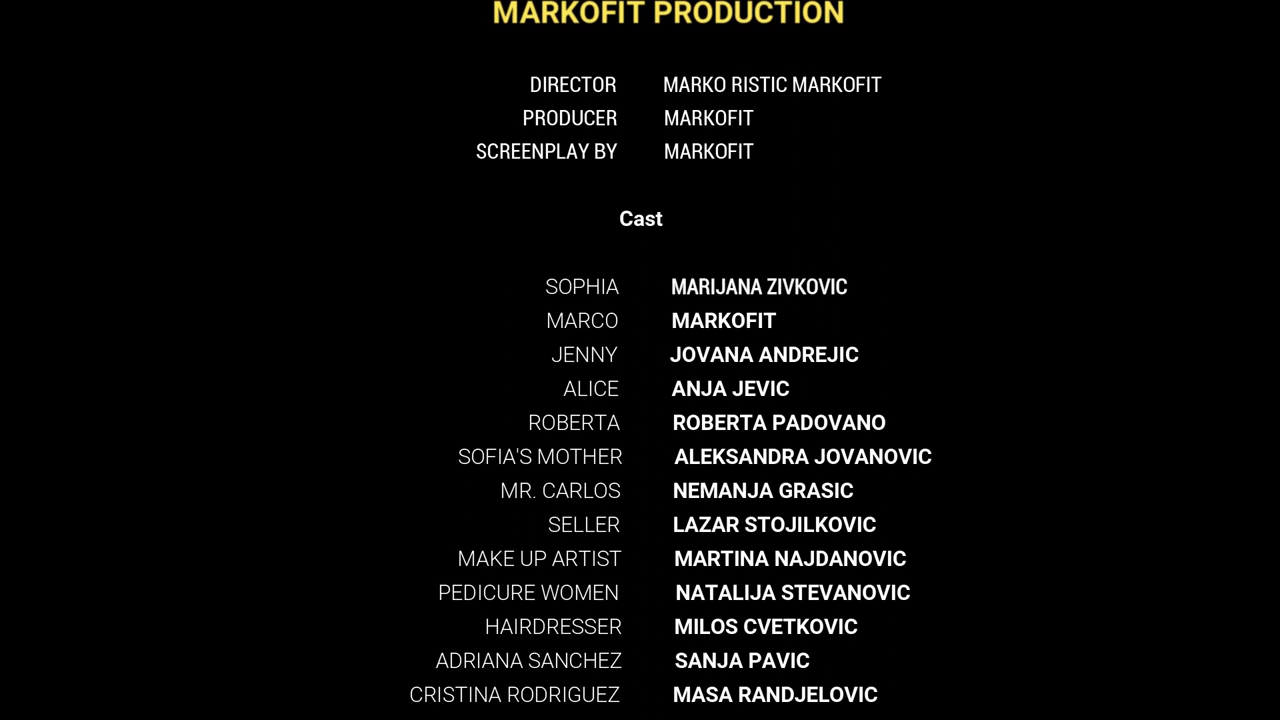 MARKOFIT PRODUCTION
DIRECTOR MARKO RISTIC MARKOFIT
PRODUCER MARKOFIT
SCREENPLAY BY MARKOFIT
Cast
SOPHIA MARIJANA ZIVKOVIC
MARCO MARKOFIT
JENNY JOVANA ANDREJIC
ALICE ANJA JEVIC
ROBERTA ROBERTA PADOVANO
SOFIA'S MOTHER ALEKSANDRA JOVANOVIC
MR. CARLOS NEMANJA GRASIC
SELLER LAZAR STOJILKOVIC
MAKE UP ARTIST MARTINA NAJDANOVIC
PEDICURE WOMEN NATALIJA STEVANOVIC
HAIRDRESSER MILOS CVETKOVIC
ADRIANA SANCHEZ SANJA PAVIC
CRISTINA RODRIGUEZ MASA RANDJELOVIC